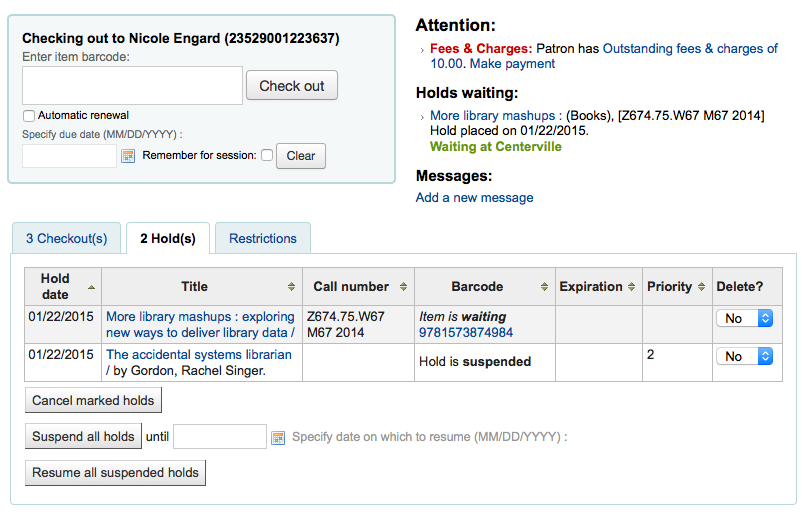 Checking out to Nicole Engard (23529001223637)
Enter item barcode:
Check out
Automatic renewal
Specify due date (MM/DD/YYYY) :
Remember for session:
Clear
Attention:
Fees & Charges: Patron has Outstanding fees & charges of
10.00. Make payment
Holds waiting:
More library mashups : (Books), [Z674.75.W67 M67 2014]
Hold placed on 01/22/2015.
Waiting at Centerville
Messages:
Add a new message
3 Checkout(s) 2 Hold(s) Restrictions
Hold date Title Call number Barcode Expiration Priority Delete?
01/22/2015 More library mashups : exploring Z674.75.W67 Item is waiting No
new ways to deliver library data / M67 2014 9781573874984
01/22/2015 The accidental systems librarian 2 No
/ by Gordon, Rachel Singer. Hold is suspended
Cancel marked holds
Suspend all holds until Specify date on which to resume (MM/DD/YYYY) :
Resume all suspended holds